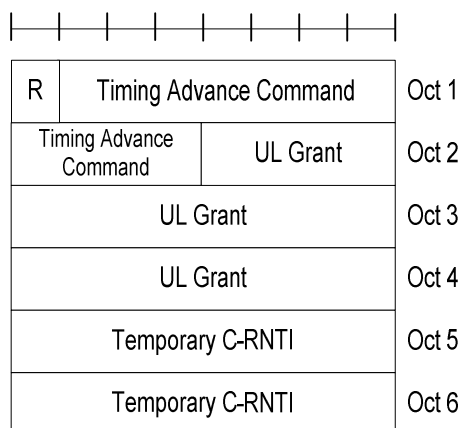 R Timing Advance Command Oct 1
Timing Advance
Command UL Grant Oct 2
UL Grant Oct 3
UL Grant Oct 4
Temporary C-RNTI Oct 5
Temporary C-RNTI Oct 6